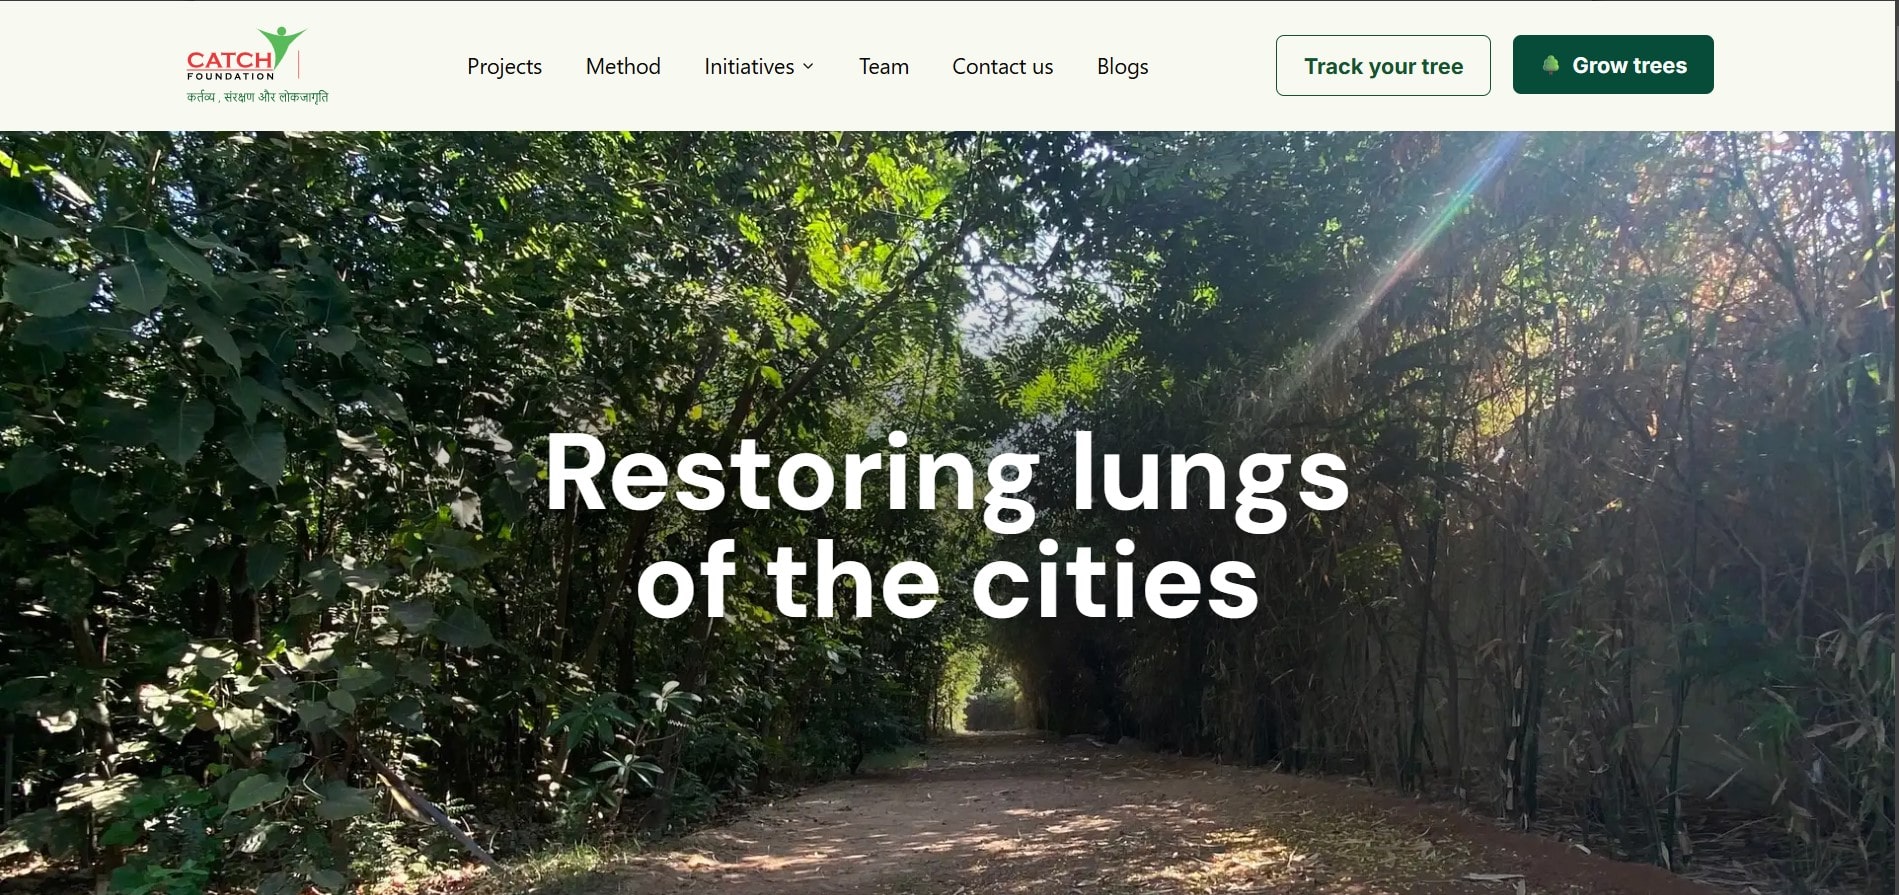 CATCH
FOUNDATION
कर्तव्य , संरक्षण और लोकजागृति
Projects
Method
Initiatives
Team
Contact us
Blogs
Track your tree
Grow trees
Restoring lungs
of the cities